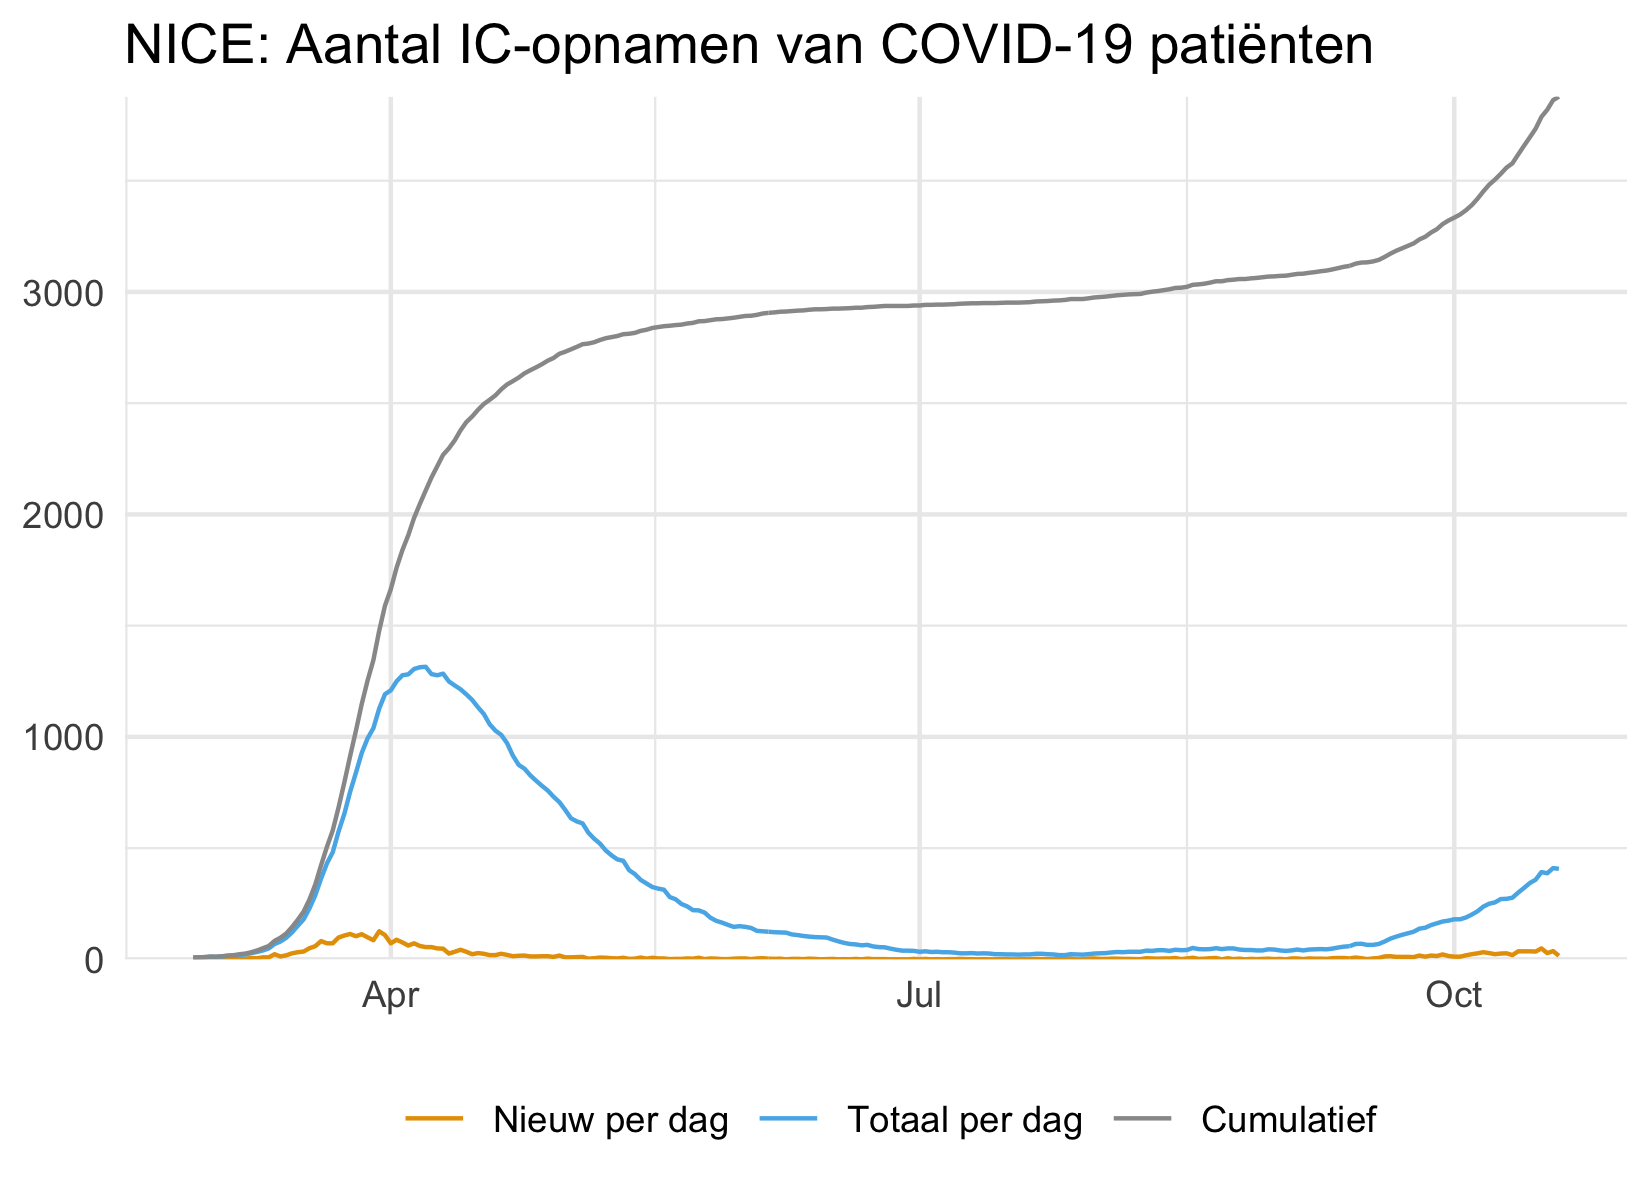 NICE: Aantal IC-opnamen van COVID-19 patiënten
3000
2000
1000
0
Apr Jul Oct
Nieuw per dag Totaal per dag Cumulatief